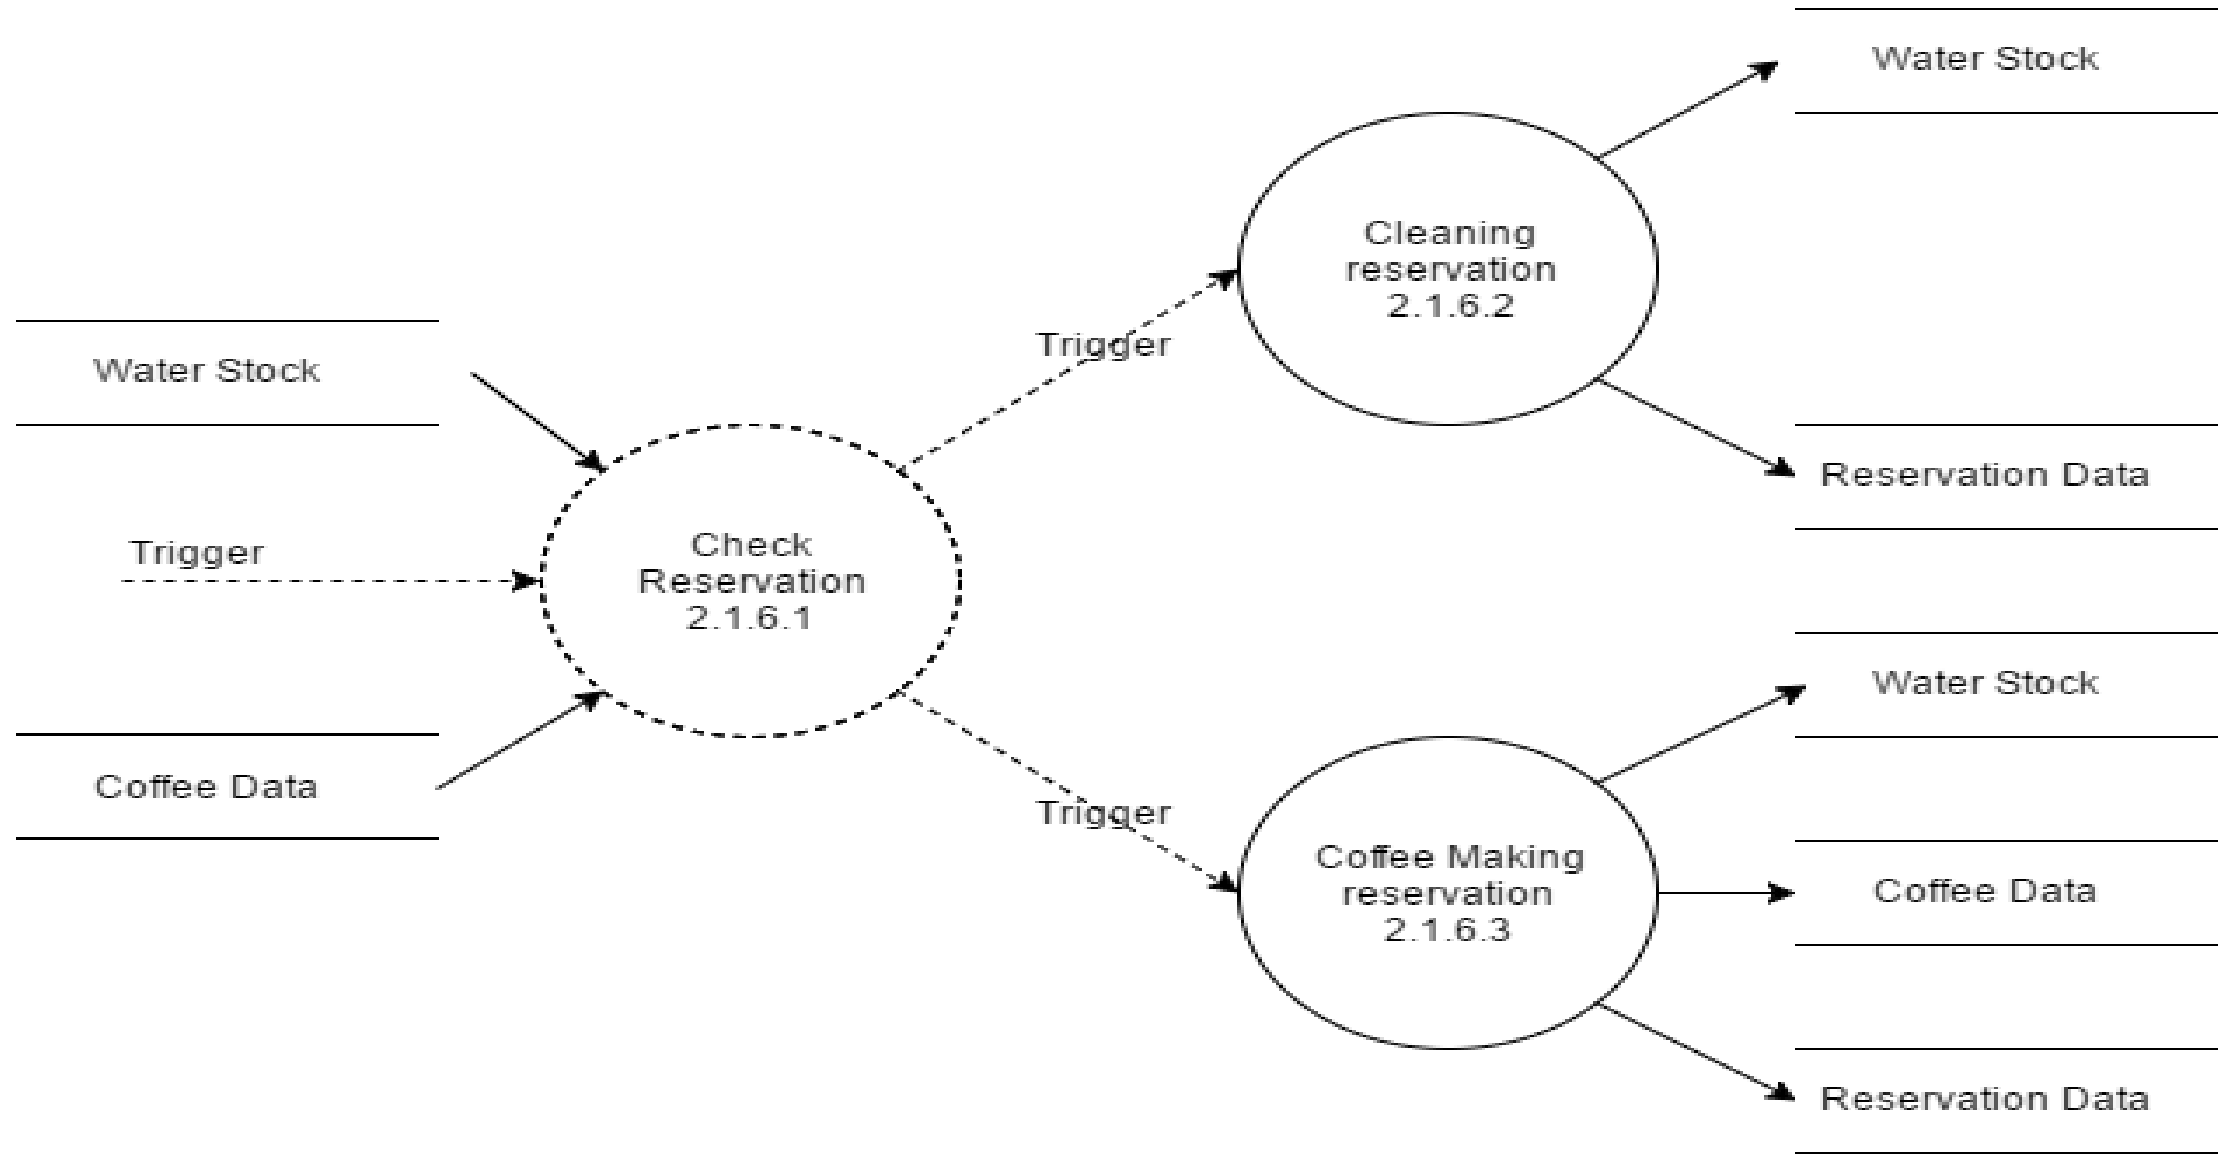 Water Stock
Cleaning
reservation
2.1.6.2
Trigger
Water Stock
Reservation Data
Trigger
Check
Reservation
2.1.6.1
Water Stock
Coffee Data
Trigger
Coffee Making
reservation
2.1.6.3
Coffee Data
Reservation Data